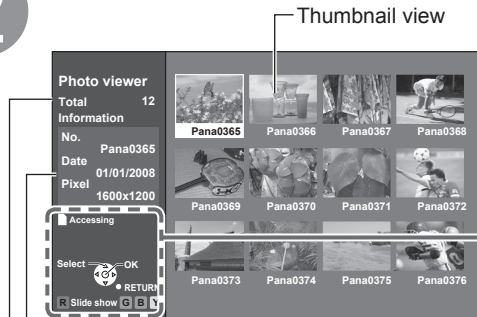 Thumbnail view
Photo viewer
Total 12
Information
No.
Pana0365
Date
01/01/2008
Pixel
1600x1200
Accessing
Select OK
RETURN
R Slide show G B Y
Pana0365 Pana0366 Pana0367 Pana0368
Pana0369 Pana0370 Pana0371 Pana0372
Pana0373 Pana0374 Pana0375 Pana0376